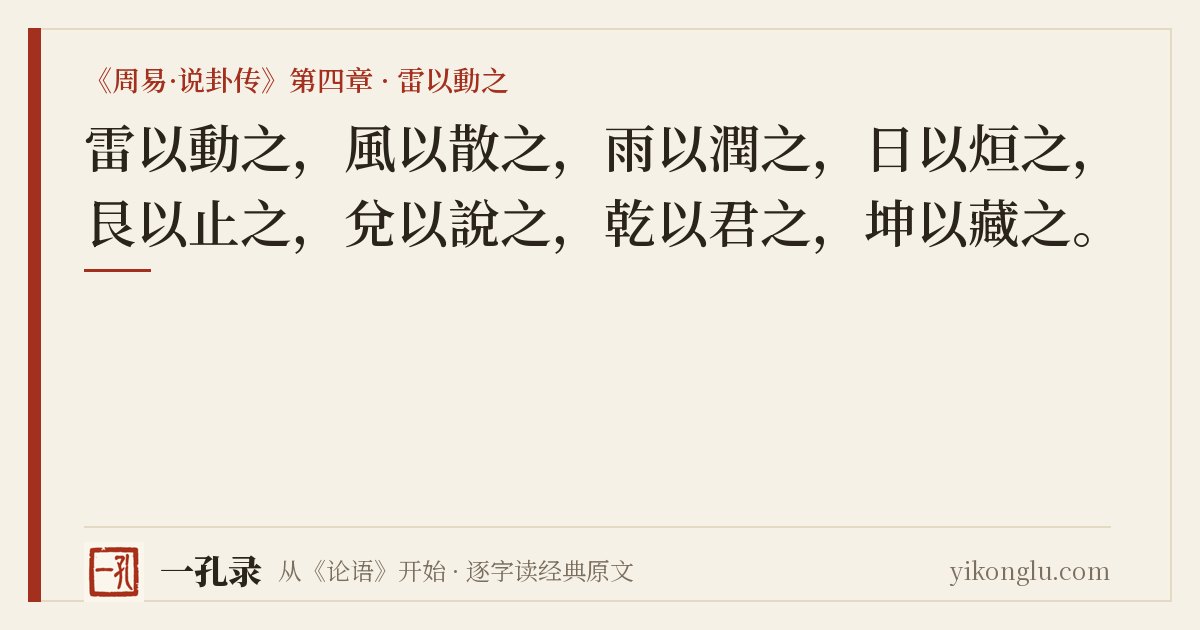 《周易·说卦传》第四章 · 雷以動之
雷以動之，風以散之，雨以潤之，日以烜之，
艮以止之，兌以說之，乾以君之，坤以藏之。
一孔
一孔录
从《论语》开始 · 逐字读经典原文
yikonglu.com